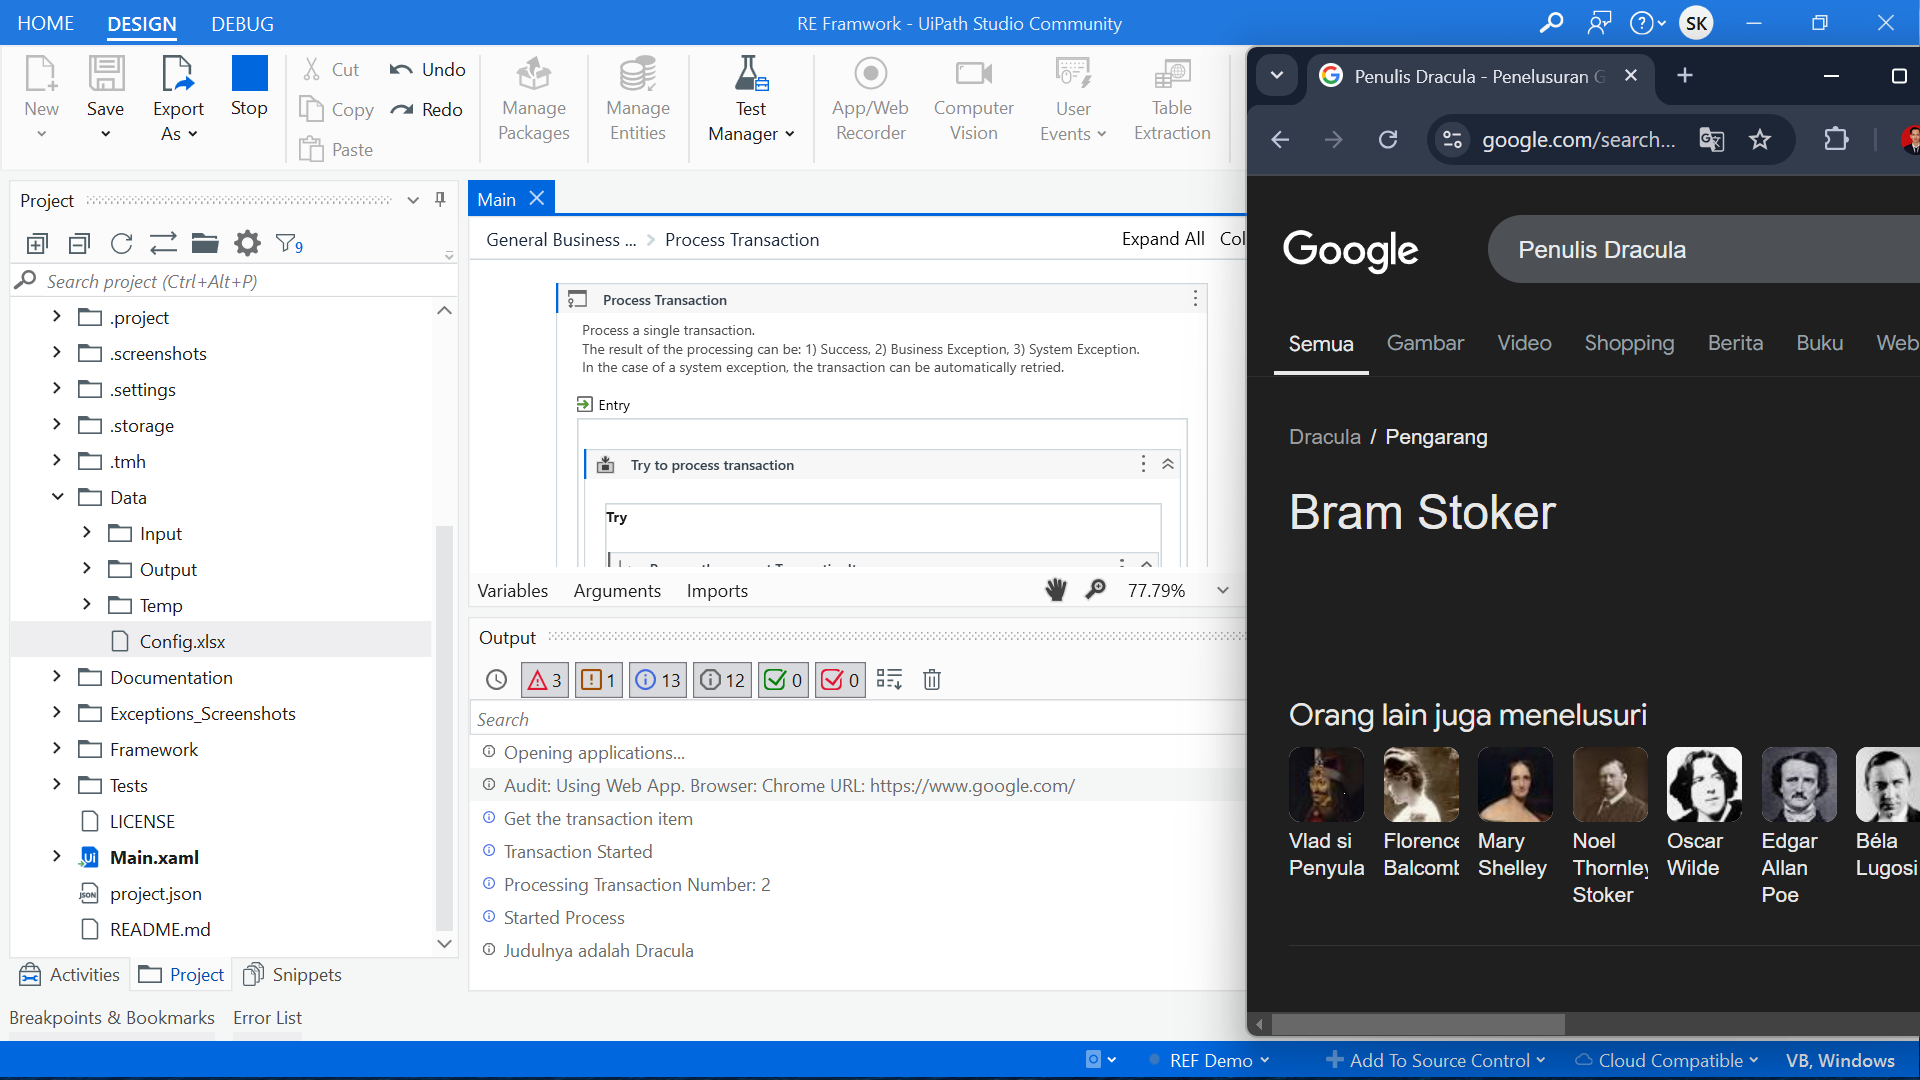 HOME
DESIGN
DEBUG
RE Framwork - UiPath Studio Community
SK
New
Save
Export As
Stop
Cut
Copy
Paste
Undo
Redo
Manage Packages
Manage Entities
Test Manager
App/Web Recorder
Computer Vision
User Events
Table Extraction
Project
9
Search project (Ctrl+Alt+P)
.project
.screenshots
.settings
.storage
.tmh
Data
Input
Output
Temp
Config.xlsx
Documentation
Exceptions_Screenshots
Framework
Tests
LICENSE
Main.xaml
project.json
README.md
Activities
Project
Snippets
Breakpoints & Bookmarks
Error List
Main
General Business ... > Process Transaction
Expand All
Col
Process Transaction
Process a single transaction.
The result of the processing can be: 1) Success, 2) Business Exception, 3) System Exception.
In the case of a system exception, the transaction can be automatically retried.
Entry
Try to process transaction
Try
Variables
Arguments
Imports
77.79%
Output
3
1
13
12
0
0
Search
Opening applications...
Audit: Using Web App. Browser: Chrome URL: https://www.google.com/
Get the transaction item
Transaction Started
Processing Transaction Number: 2
Started Process
Judulnya adalah Dracula
Penulis Dracula - Penelusuran G
google.com/search...
Google
Penulis Dracula
Semua
Gambar
Video
Shopping
Berita
Buku
Web
Dracula / Pengarang
Bram Stoker
Orang lain juga menelusuri
Vlad si Penyula
Florence Balcomb
Mary Shelley
Noel Thornley Stoker
Oscar Wilde
Edgar Allan Poe
Béla Lugosi
REF Demo
Add To Source Control
Cloud Compatible
VB, Windows